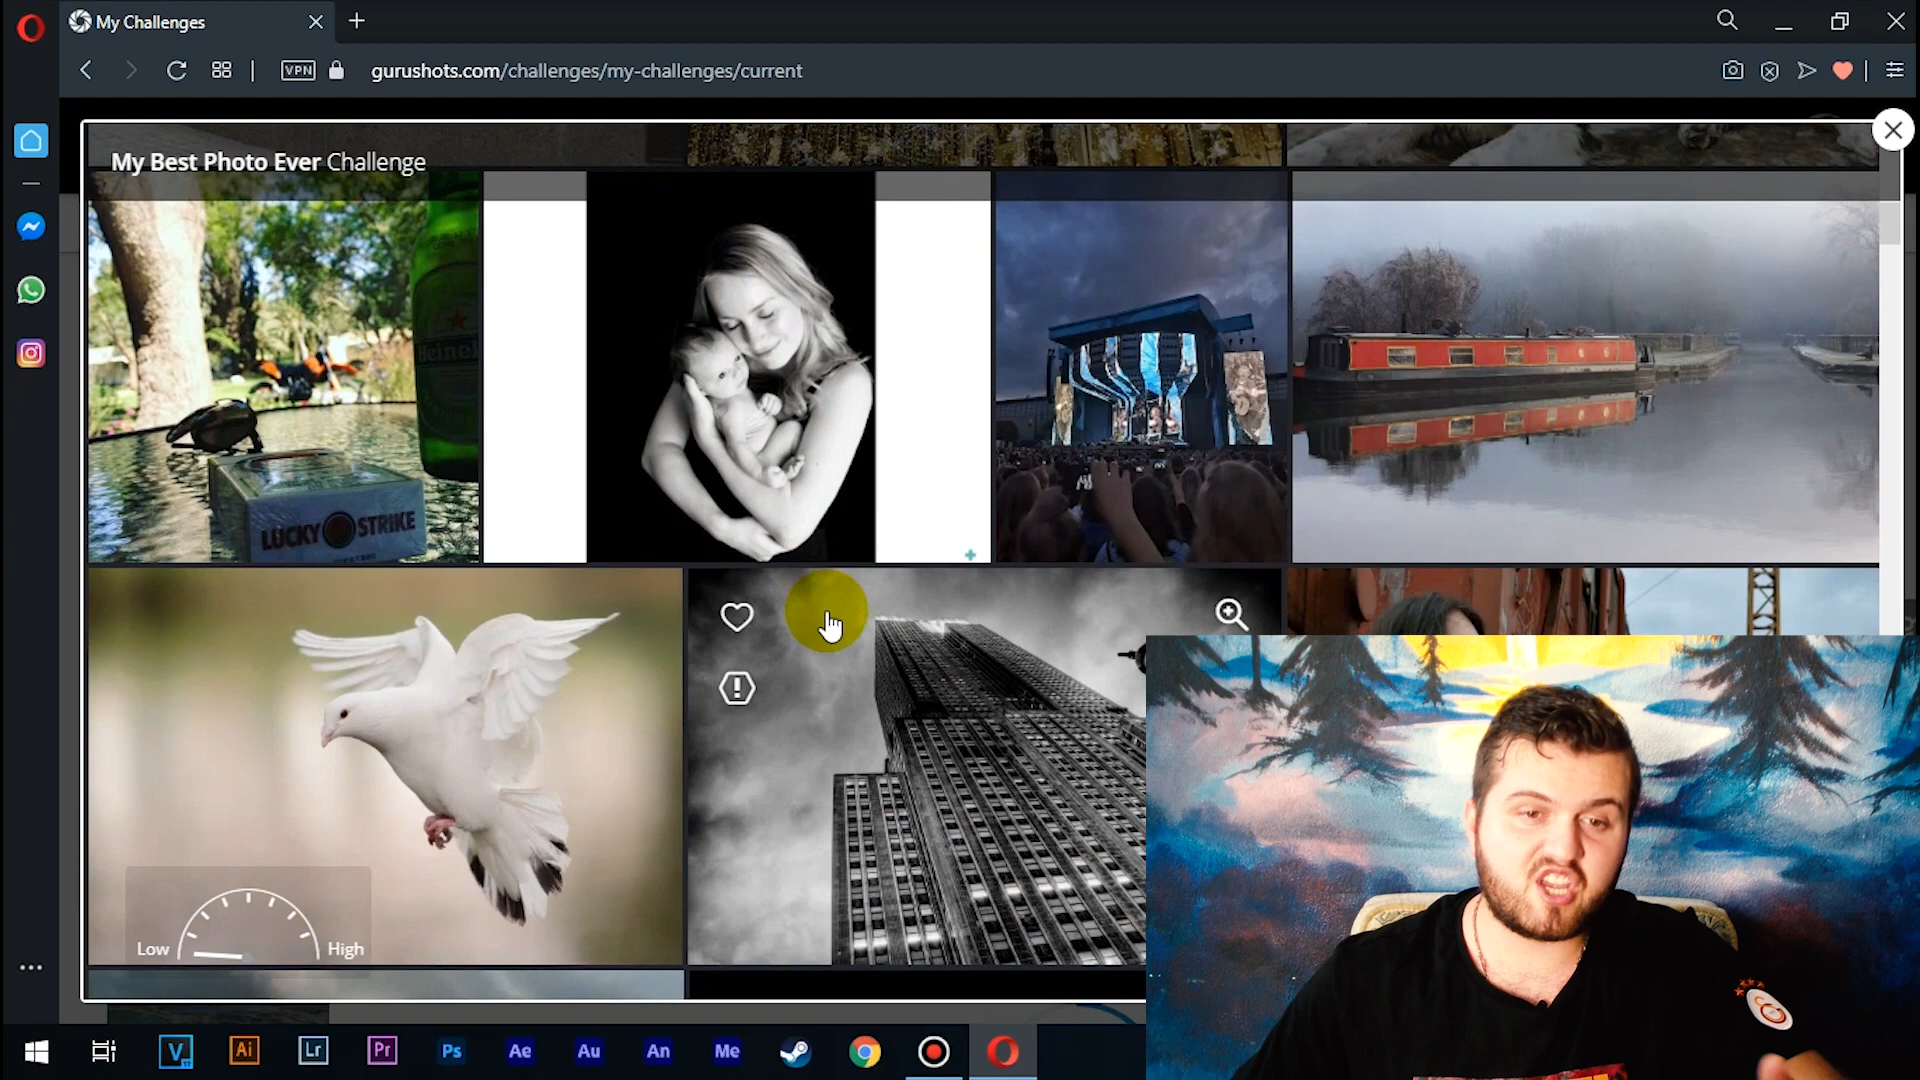 My Challenges
VPN
gurushots.com/challenges/my-challenges/current
My Best Photo Ever Challenge
Heinek
LUCKY STRIKE
Low
High
V
Ai
Lr
Pr
Ps
Ae
Au
An
Me